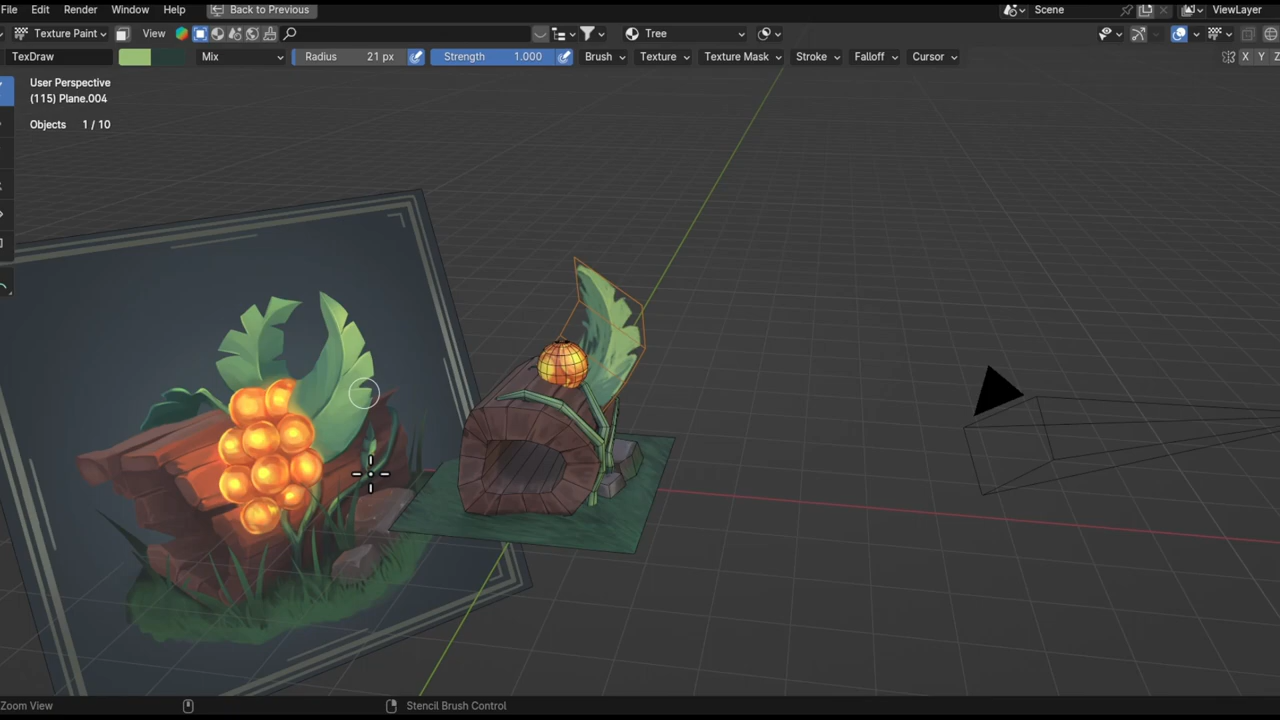 File Edit Render Window Help Back to Previous Scene ViewLayer
Texture Paint View Tree
TexDraw Mix Radius 21 px Strength 1.000 Brush Texture Texture Mask Stroke Falloff Cursor X Y Z
User Perspective
(115) Plane.004
Objects 1 / 10
Zoom View Stencil Brush Control